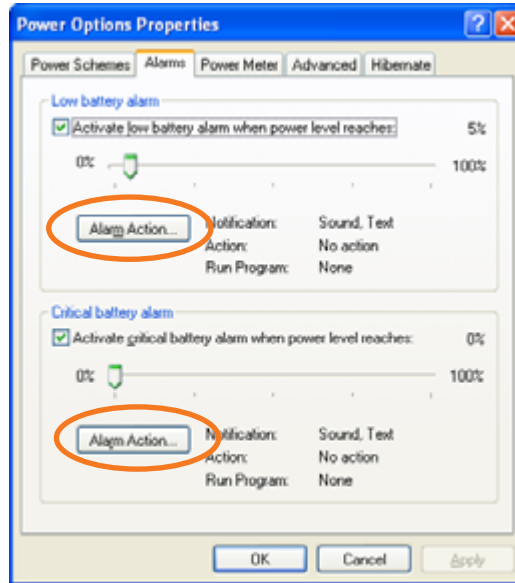 Power Options Properties
Power Schemes Alarms Power Meter Advanced Hibernate
Low battery alarm
Activate low battery alarm when power level reaches: 5%
0% 100%
Alarm Action... Notification: Sound, Text
Action: No action
Run Program: None
Critical battery alarm
Activate critical battery alarm when power level reaches: 0%
0% 100%
Alarm Action... Notification: Sound, Text
Action: No action
Run Program: None
OK Cancel Apply